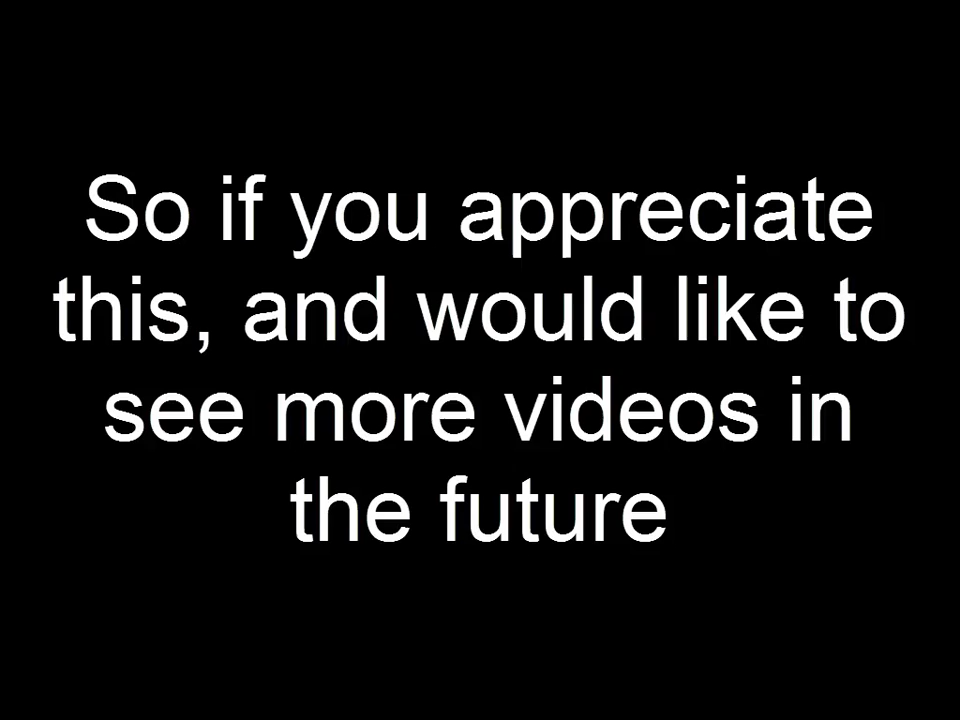 So if you appreciate
this, and would like to
see more videos in
the future